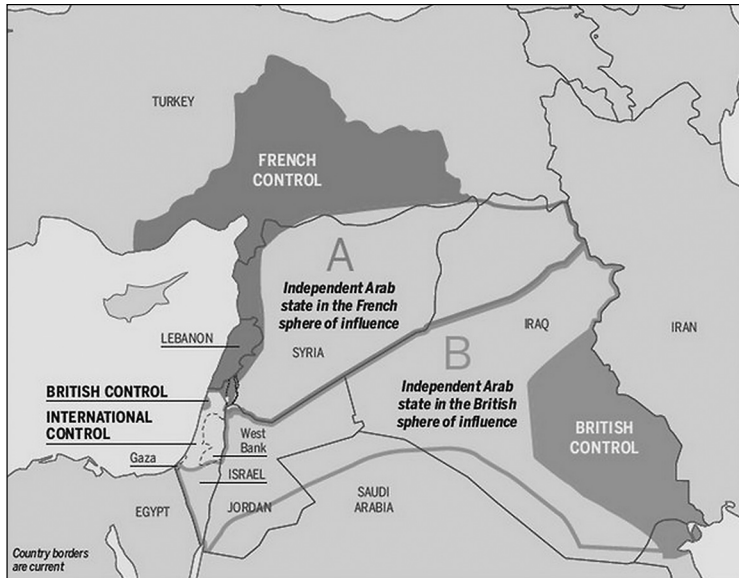 TURKEY
FRENCH
CONTROL
A
Independent Arab
state in the French
sphere of influence
LEBANON
SYRIA
IRAQ
IRAN
B
Independent Arab
state in the British
sphere of influence
BRITISH CONTROL
INTERNATIONAL
CONTROL
BRITISH
CONTROL
West
Bank
Gaza
ISRAEL
EGYPT
JORDAN
SAUDI
ARABIA
Country borders
are current